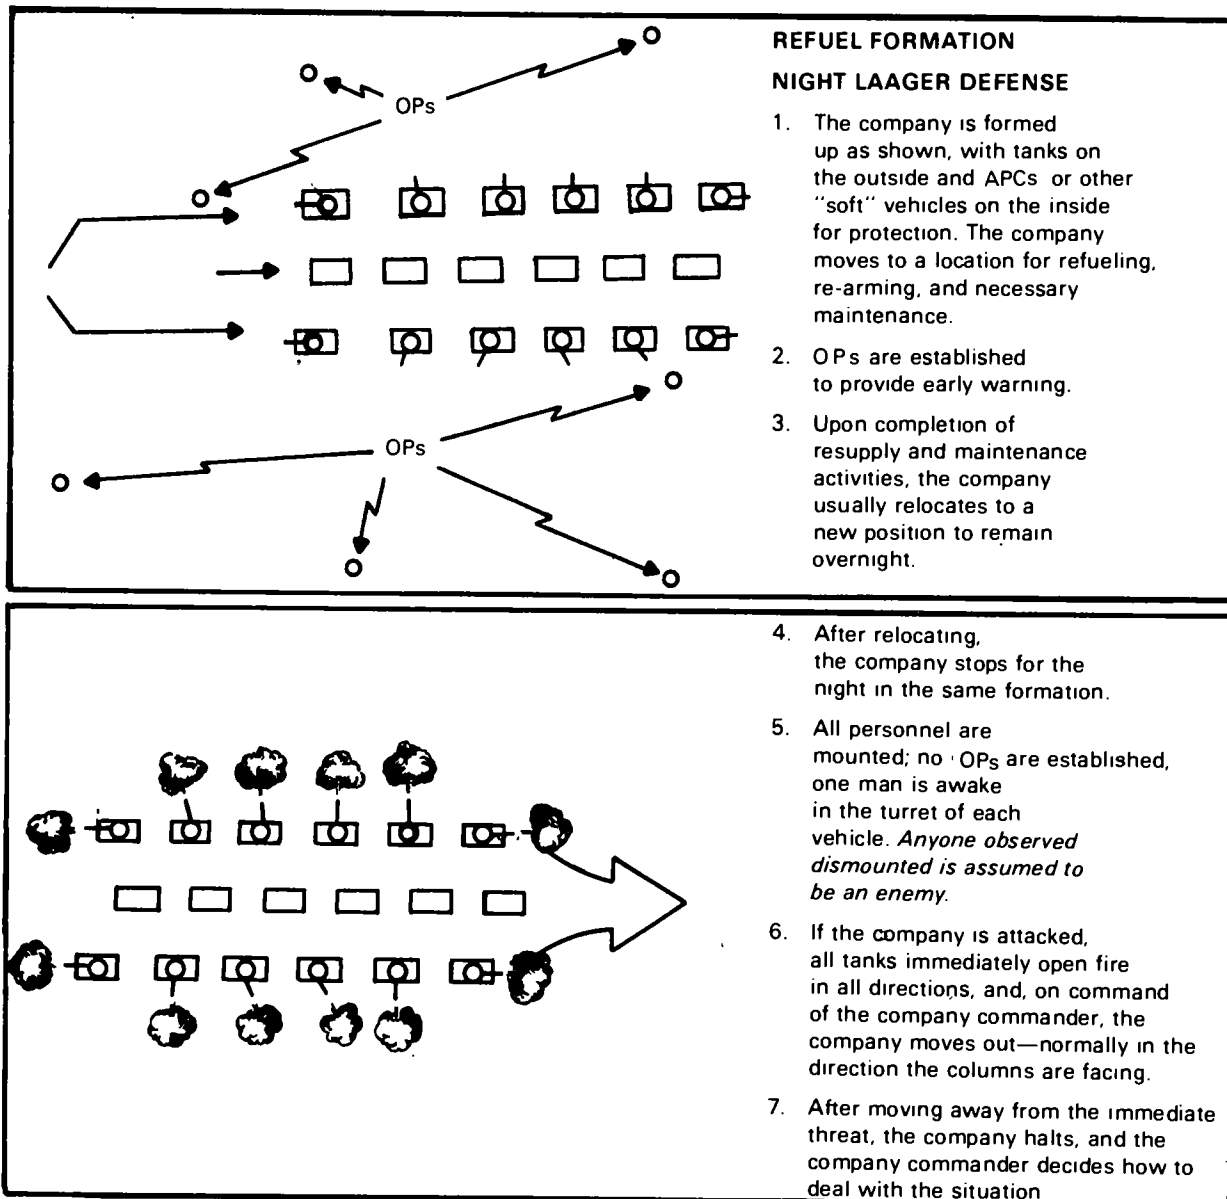 REFUEL FORMATION
NIGHT LAAGER DEFENSE
OPs
1. The company is formed
up as shown, with tanks on
the outside and APCs or other
"soft" vehicles on the inside
for protection. The company
moves to a location for refueling,
re-arming, and necessary
maintenance.
2. OPs are established
to provide early warning.
OPs
3. Upon completion of
resupply and maintenance
activities, the company
usually relocates to a
new position to remain
overnight.
4. After relocating,
the company stops for the
night in the same formation.
5. All personnel are
mounted; no OPs are established,
one man is awake
in the turret of each
vehicle. Anyone observed
dismounted is assumed to
be an enemy.
6. If the company is attacked,
all tanks immediately open fire
in all directions, and, on command
of the company commander, the
company moves out—normally in the
direction the columns are facing.
7. After moving away from the immediate
threat, the company halts, and the
company commander decides how to
deal with the situation